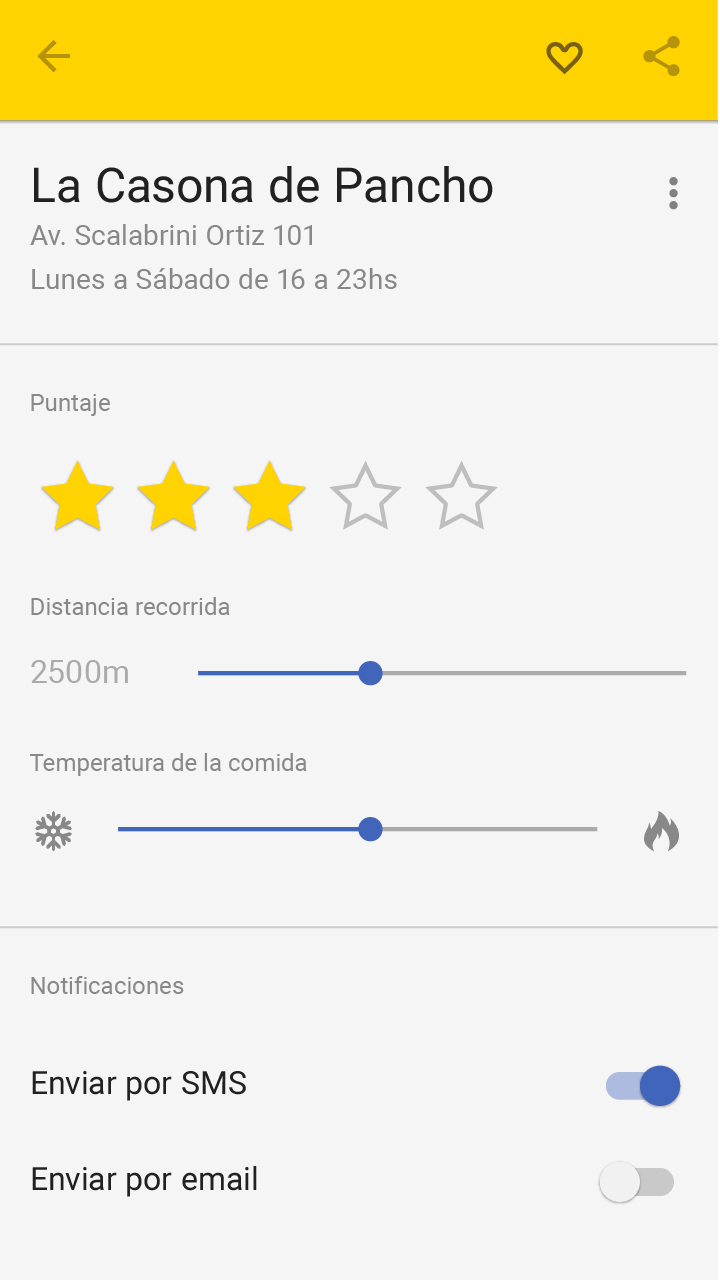 La Casona de Pancho
Av. Scalabrini Ortiz 101
Lunes a Sábado de 16 a 23hs
Puntaje
Distancia recorrida
2500m
Temperatura de la comida
Notificaciones
Enviar por SMS
Enviar por email